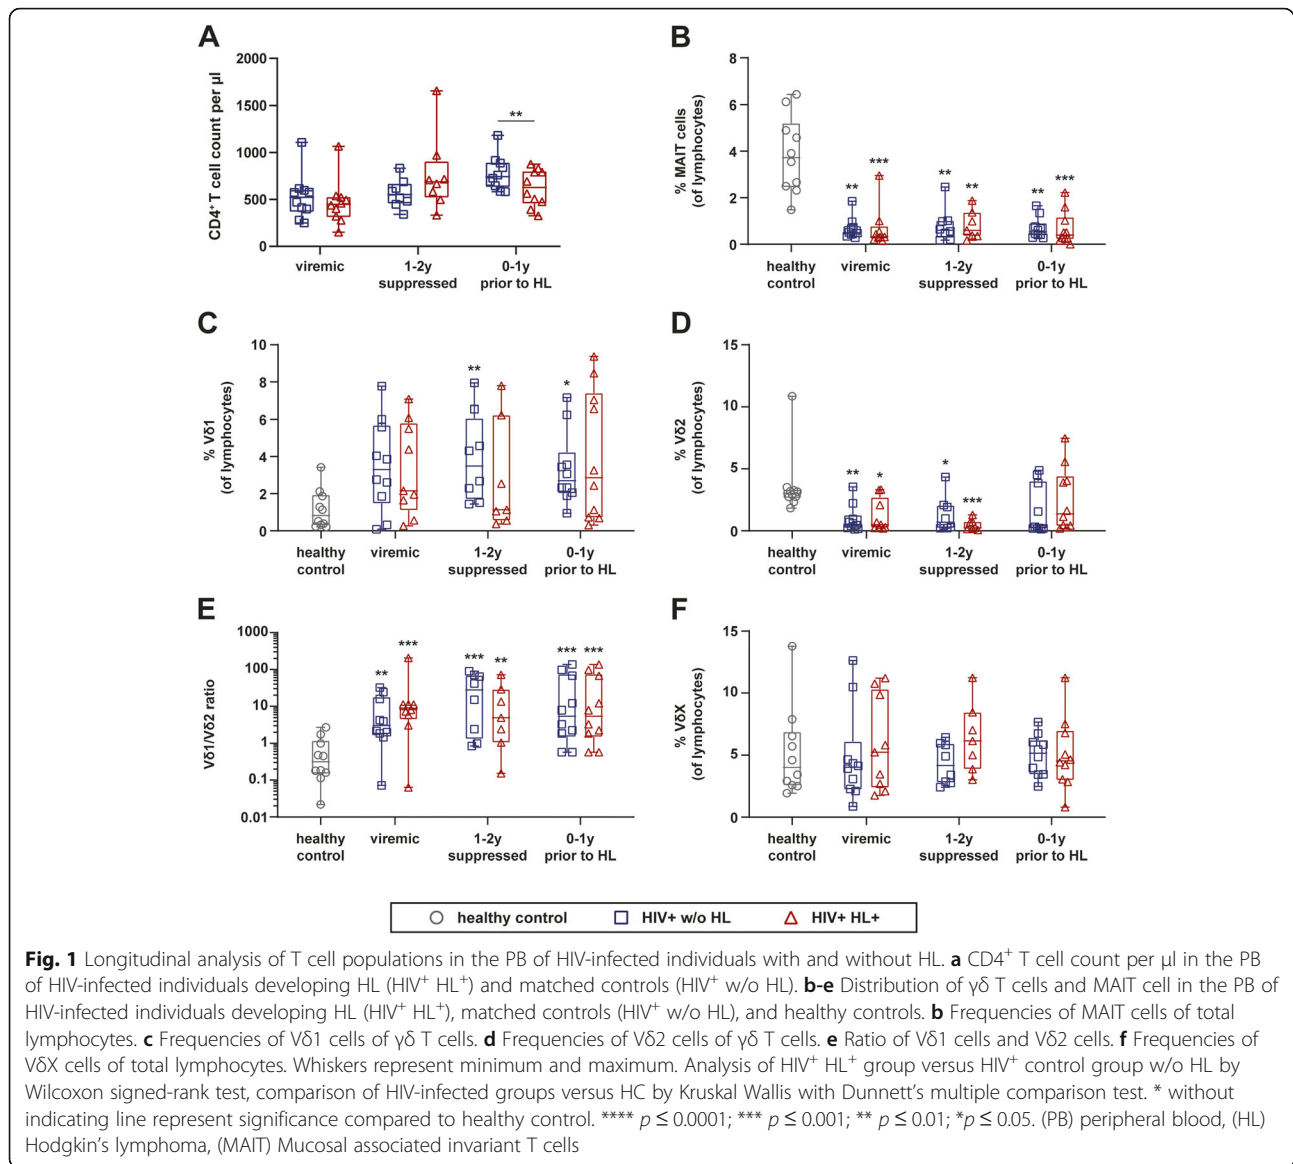 A
CD4⁺ T cell count per µl
2000
1500
1000
500
0
**
viremic
1-2y
suppressed
0-1y
prior to HL
B
% MAIT cells
(of lymphocytes)
8
6
4
2
0
**
***
**
**
**
***
healthy
control
viremic
1-2y
suppressed
0-1y
prior to HL
C
% Vδ1
(of lymphocytes)
10
8
6
4
2
0
**
*
healthy
control
viremic
1-2y
suppressed
0-1y
prior to HL
D
% Vδ2
(of lymphocytes)
15
10
5
0
**
*
*
***
healthy
control
viremic
1-2y
suppressed
0-1y
prior to HL
E
Vδ1/Vδ2 ratio
1000
100
10
1
0.1
0.01
**
***
***
**
***
***
healthy
control
viremic
1-2y
suppressed
0-1y
prior to HL
F
% VδX
(of lymphocytes)
15
10
5
0
healthy
control
viremic
1-2y
suppressed
0-1y
prior to HL
healthy control HIV+ w/o HL HIV+ HL+
Fig. 1 Longitudinal analysis of T cell populations in the PB of HIV-infected individuals with and without HL. a CD4⁺ T cell count per µl in the PB
of HIV-infected individuals developing HL (HIV⁺ HL⁺) and matched controls (HIV⁺ w/o HL). b-e Distribution of γδ T cells and MAIT cell in the PB of
HIV-infected individuals developing HL (HIV⁺ HL⁺), matched controls (HIV⁺ w/o HL), and healthy controls. b Frequencies of MAIT cells of total
lymphocytes. c Frequencies of Vδ1 cells of γδ T cells. d Frequencies of Vδ2 cells of γδ T cells. e Ratio of Vδ1 cells and Vδ2 cells. f Frequencies of
VδX cells of total lymphocytes. Whiskers represent minimum and maximum. Analysis of HIV⁺ HL⁺ group versus HIV⁺ control group w/o HL by
Wilcoxon signed-rank test, comparison of HIV-infected groups versus HC by Kruskal Wallis with Dunnett's multiple comparison test. * without
indicating line represent significance compared to healthy control. **** p ≤ 0.0001; *** p ≤ 0.001; ** p ≤ 0.01; *p ≤ 0.05. (PB) peripheral blood, (HL)
Hodgkin's lymphoma, (MAIT) Mucosal associated invariant T cells